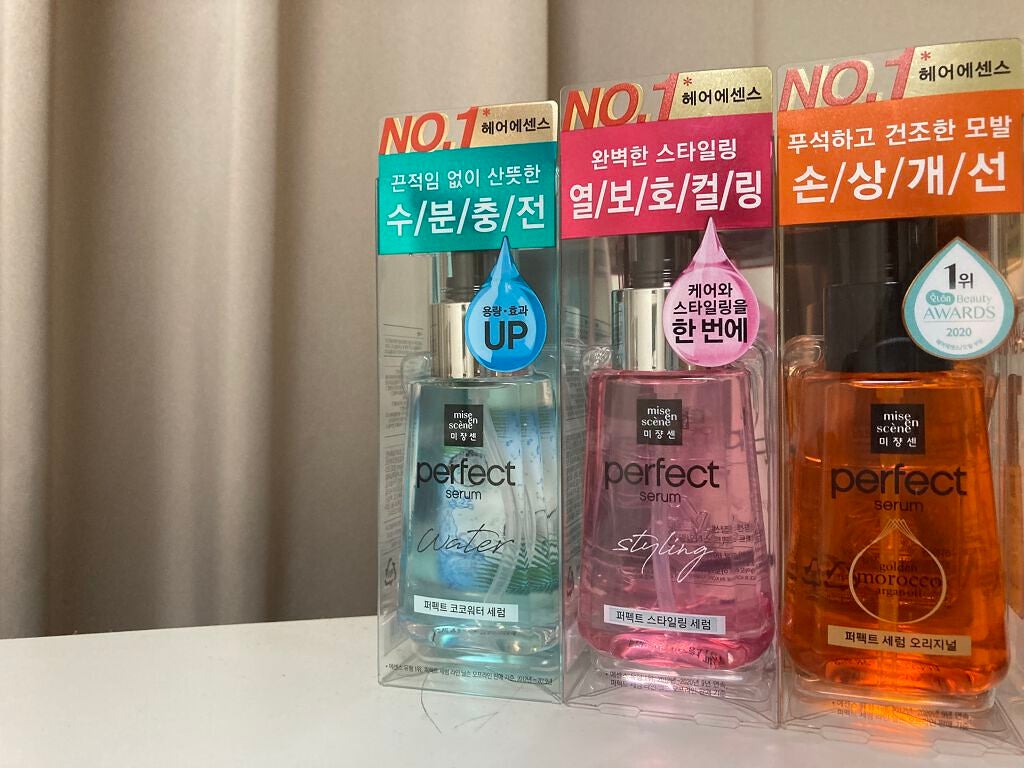 NO.1* 헤어에센스
끈적임 없이 산뜻한
수/분/충/전
용량·효과
UP
mise
en
scène
미쟝센
perfect
serum
water
퍼펙트 코코워터 세럼
NO.1* 헤어에센스
완벽한 스타일링
열/보/호/컬/링
케어와
스타일링을
한 번에
mise
en
scène
미쟝센
perfect
serum
styling
퍼펙트 스타일링 세럼
NO.1* 헤어에센스
푸석하고 건조한 모발
손/상/개/선
1위
Beauty
AWARDS
2020
mise
en
scène
미쟝센
perfect
serum
golden
morocco
argan oil
퍼펙트 세럼 오리지널